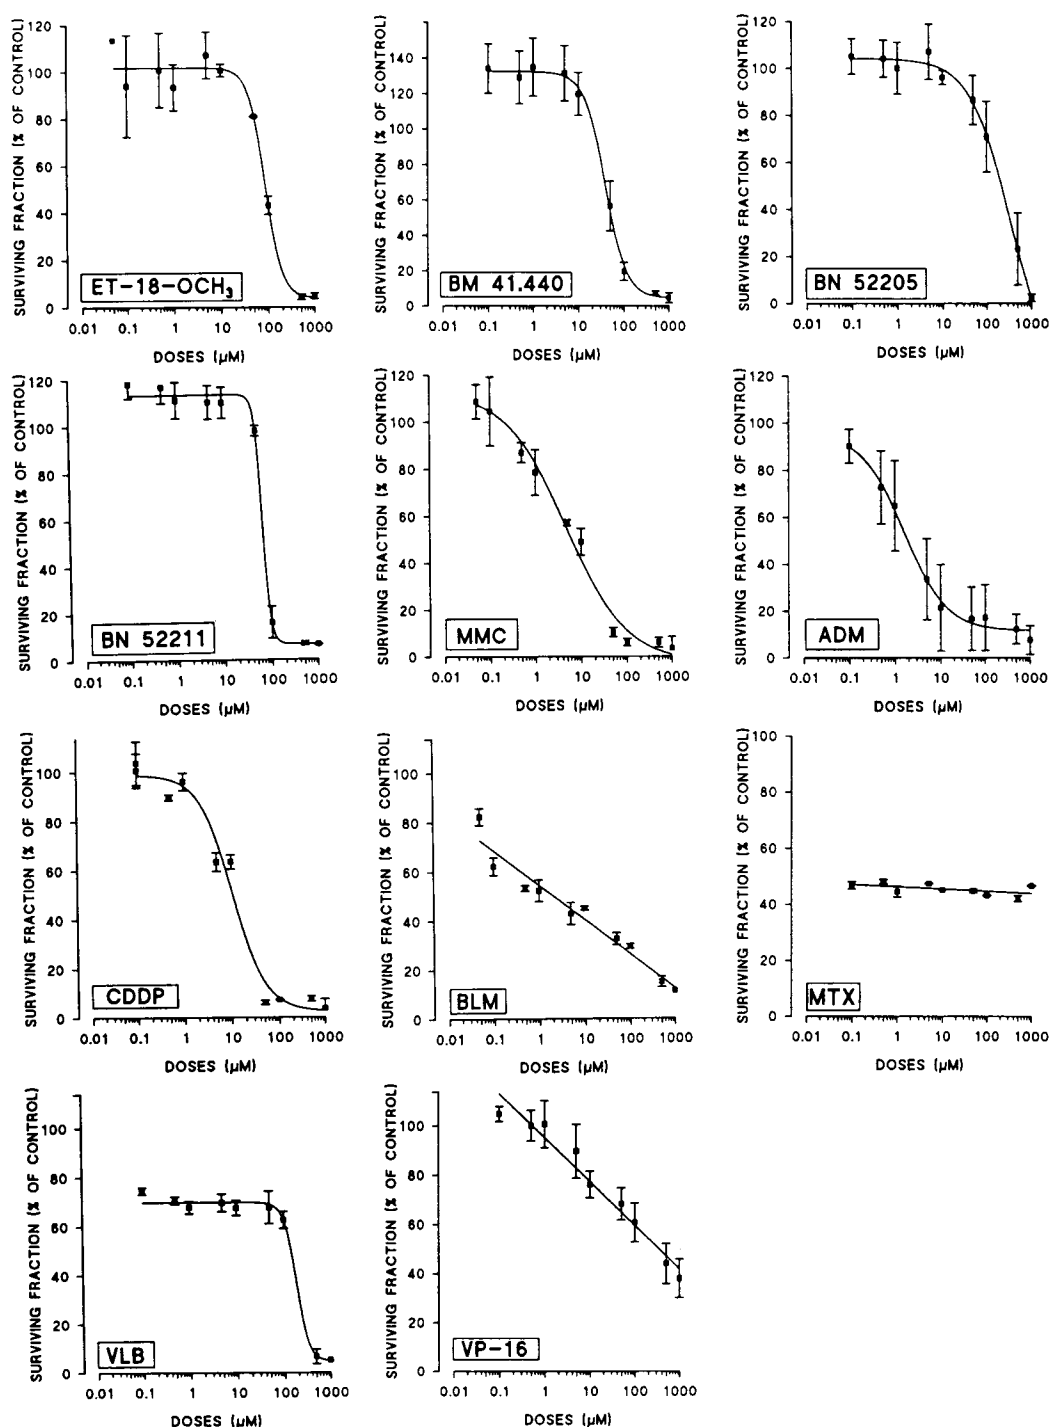 SURVIVING FRACTION (% OF CONTROL)
120
100
80
60
40
20
0
ET-18-OCH₃
0.01 0.1 1 10 100 1000
DOSES (µM)
SURVIVING FRACTION (% OF CONTROL)
140
120
100
80
60
40
20
0
BM 41.440
0.01 0.1 1 10 100 1000
DOSES (µM)
SURVIVING FRACTION (% OF CONTROL)
120
100
80
60
40
20
0
BN 52205
0.01 0.1 1 10 100 1000
DOSES (µM)
SURVIVING FRACTION (% OF CONTROL)
120
100
80
60
40
20
0
BN 52211
0.01 0.1 1 10 100 1000
DOSES (µM)
SURVIVING FRACTION (% OF CONTROL)
120
100
80
60
40
20
0
MMC
0.01 0.1 1 10 100 1000
DOSES (µM)
SURVIVING FRACTION (% OF CONTROL)
120
100
80
60
40
20
0
ADM
0.01 0.1 1 10 100 1000
DOSES (µM)
SURVIVING FRACTION (% OF CONTROL)
100
80
60
40
20
0
CDDP
0.01 0.1 1 10 100 1000
DOSES (µM)
SURVIVING FRACTION (% OF CONTROL)
100
80
60
40
20
0
BLM
0.01 0.1 1 10 100 1000
DOSES (µM)
SURVIVING FRACTION (% OF CONTROL)
100
80
60
40
20
0
MTX
0.01 0.1 1 10 100 1000
DOSES (µM)
SURVIVING FRACTION (% OF CONTROL)
100
80
60
40
20
0
VLB
0.01 0.1 1 10 100 1000
DOSES (µM)
SURVIVING FRACTION (% OF CONTROL)
100
80
60
40
20
0
VP-16
0.01 0.1 1 10 100 1000
DOSES (µM)